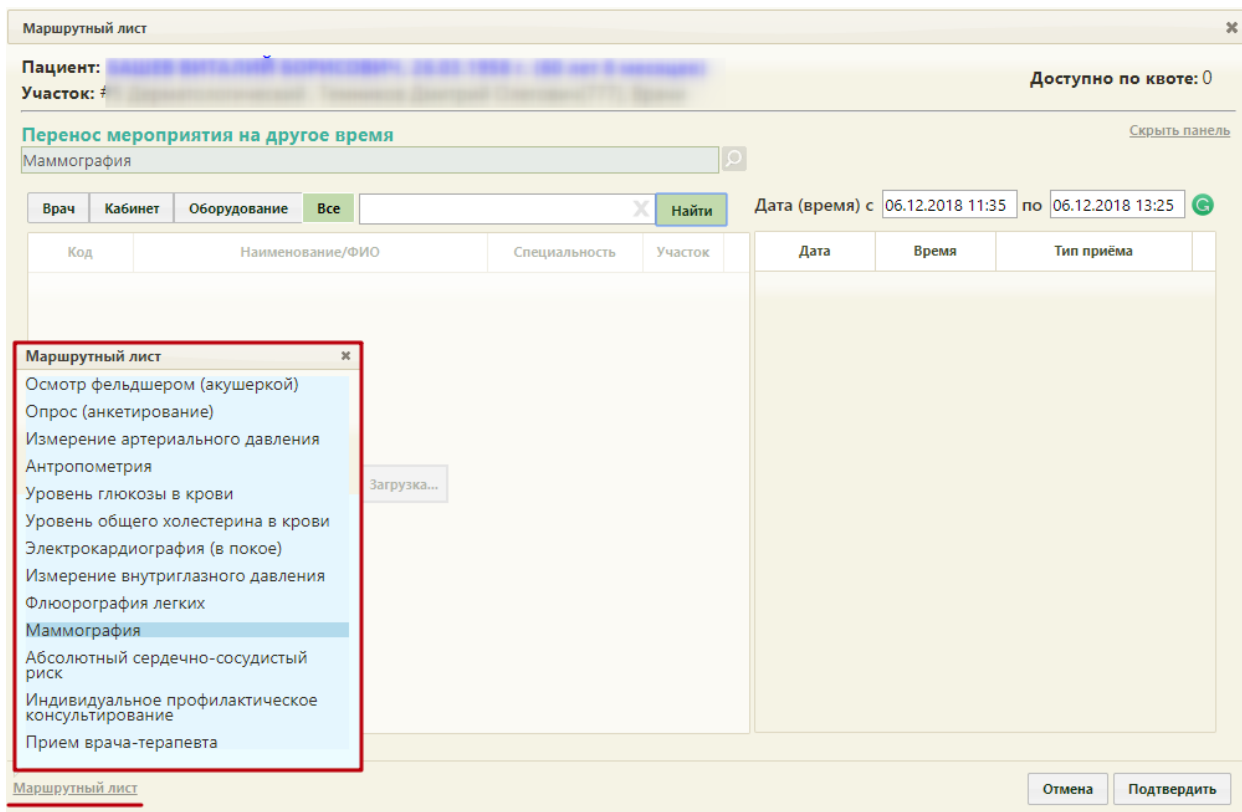 Маршрутный лист
Пациент:
Участок: #
Доступно по квоте: 0
Перенос мероприятия на другое время
Скрыть панель
Маммография
Врач Кабинет Оборудование Все Найти
Дата (время) с 06.12.2018 11:35 по 06.12.2018 13:25
Код Наименование/ФИО Специальность Участок
Дата Время Тип приёма
Загрузка...
Маршрутный лист
Осмотр фельдшером (акушеркой)
Опрос (анкетирование)
Измерение артериального давления
Антропометрия
Уровень глюкозы в крови
Уровень общего холестерина в крови
Электрокардиография (в покое)
Измерение внутриглазного давления
Флюорография легких
Маммография
Абсолютный сердечно-сосудистый
риск
Индивидуальное профилактическое
консультирование
Прием врача-терапевта
Маршрутный лист
Отмена Подтвердить